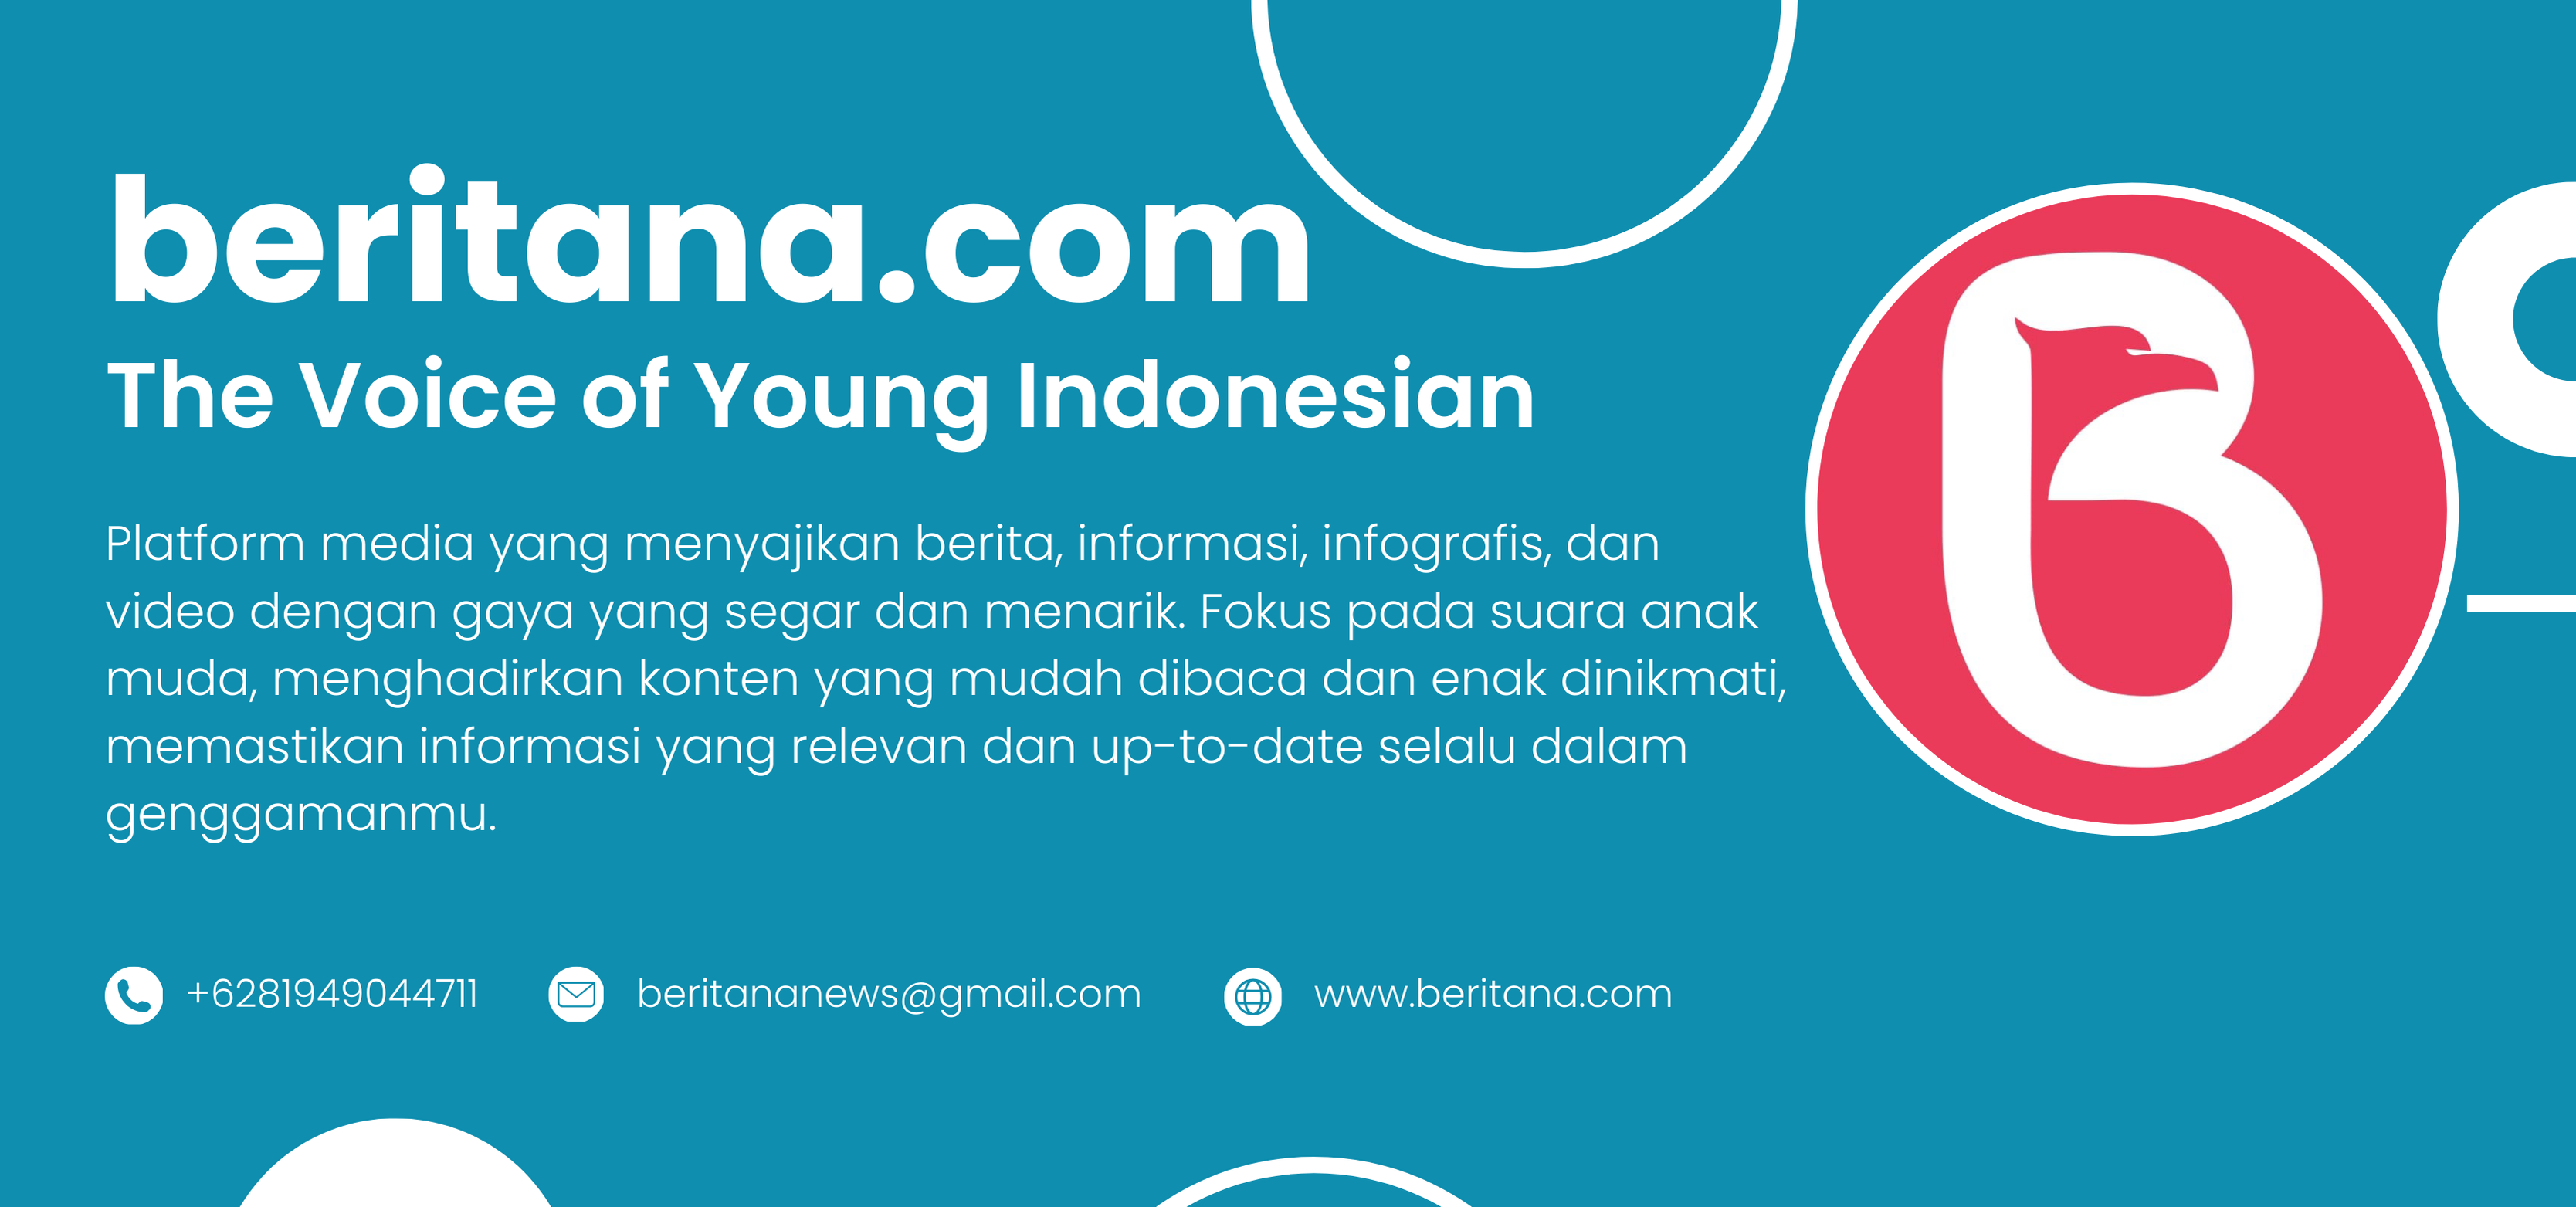 beritana.com
The Voice of Young Indonesian
Platform media yang menyajikan berita, informasi, infografis, dan
video dengan gaya yang segar dan menarik. Fokus pada suara anak
muda, menghadirkan konten yang mudah dibaca dan enak dinikmati,
memastikan informasi yang relevan dan up-to-date selalu dalam
genggamanmu.
+6281949044711 beritananews@gmail.com www.beritana.com
B